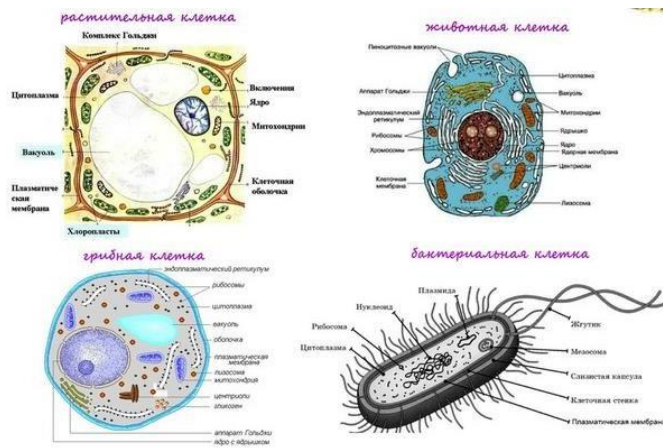 растительная клетка
Комплекс Гольджи
Цитоплазма
Включения
Ядро
Митохондрии
Вакуоль
Плазматиче
ская
мембрана
Клеточная
оболочка
Хлоропласты
животная клетка
Пиноцитозные вакуоли
Аппарат Гольджи
Эндоплазматический
ретикулум
Рибосомы
Хромосомы
Клеточная
мембрана
Цитоплазма
Вакуоль
Митохондрии
Ядрышко
Ядро
Ядерная мембрана
Центриоли
Лизосома
грибная клетка
эндоплазматический ретикулум
рибосомы
цитоплазма
вакуоль
оболочка
плазматическая
мембрана
лизосома
митохондрия
центриоли
гликоген
аппарат Гольджи
ядро с ядрышком
бактериальная клетка
Плазмида
Нуклеоид
Рибосома
Цитоплазма
Жгутик
Мезосома
Слизистая капсула
Клеточная стенка
Плазматическая мембран